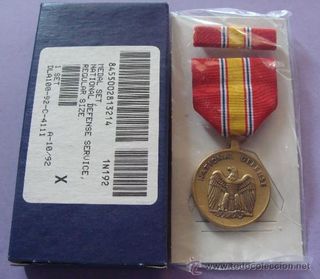 8455002813214
MEDAL SET
NATIONAL DEFENSE SERVICE,
REGULAR SIZE
1N192
1 SET
DLA100-92-C-4111
A-10/92
X
NATIONAL DEFENSE
www.todocoleccion.net